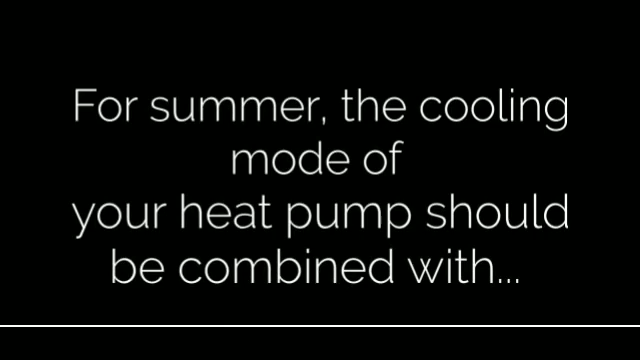 For summer, the cooling
mode of
your heat pump should
be combined with...